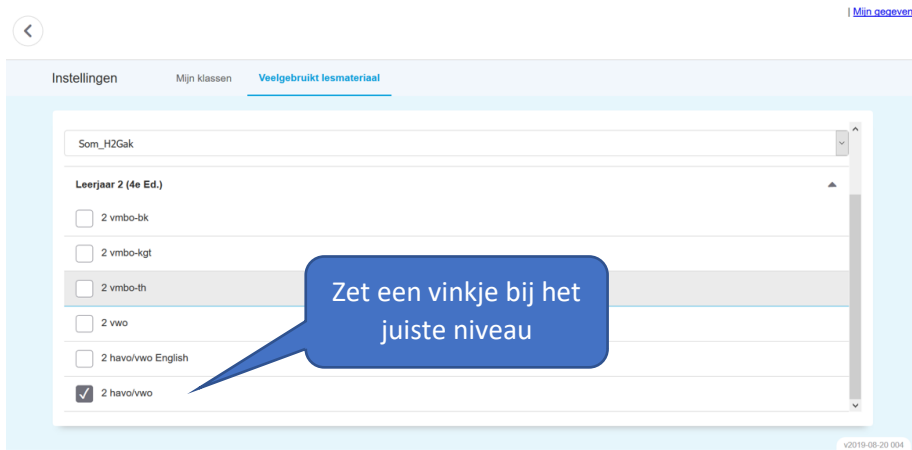 | Mijn gegeven
Instellingen
Mijn klassen
Veelgebruikt lesmateriaal
Som_H2Gak
Leerjaar 2 (4e Ed.)
2 vmbo-bk
2 vmbo-kgt
2 vmbo-th
2 vwo
2 havo/vwo English
2 havo/vwo
Zet een vinkje bij het
juiste niveau
v2019-08-20 004